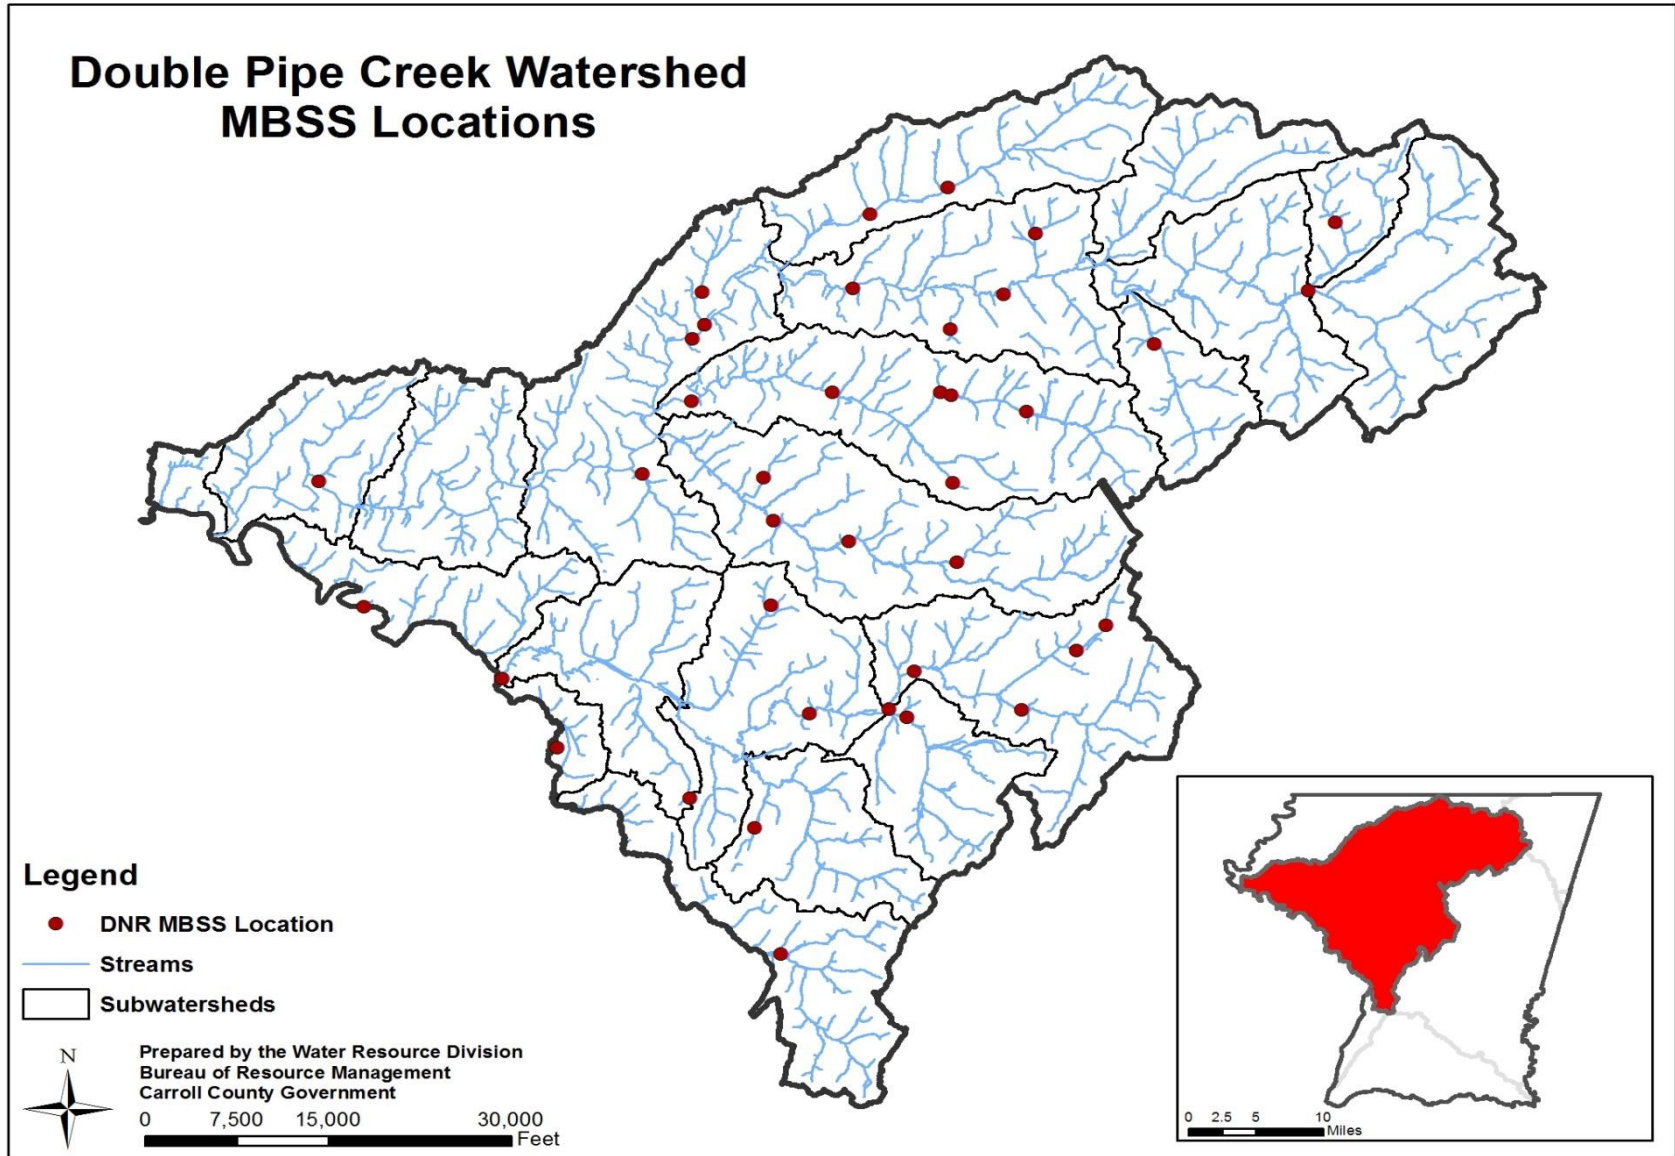 Double Pipe Creek Watershed
MBSS Locations
Legend
DNR MBSS Location
Streams
Subwatersheds
N
Prepared by the Water Resource Division
Bureau of Resource Management
Carroll County Government
0 7,500 15,000 30,000
Feet
0 2.5 5 10
Miles